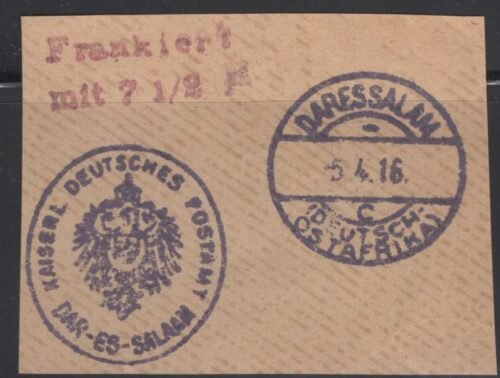 Frankiert
mit 7 1/2 H
DARESSALAM
-5.4.16.
C
(DEUTSCH-
OSTAFRIKA)
KAISERL. DEUTSCHES POSTAMT
DAR-ES-SALAAM